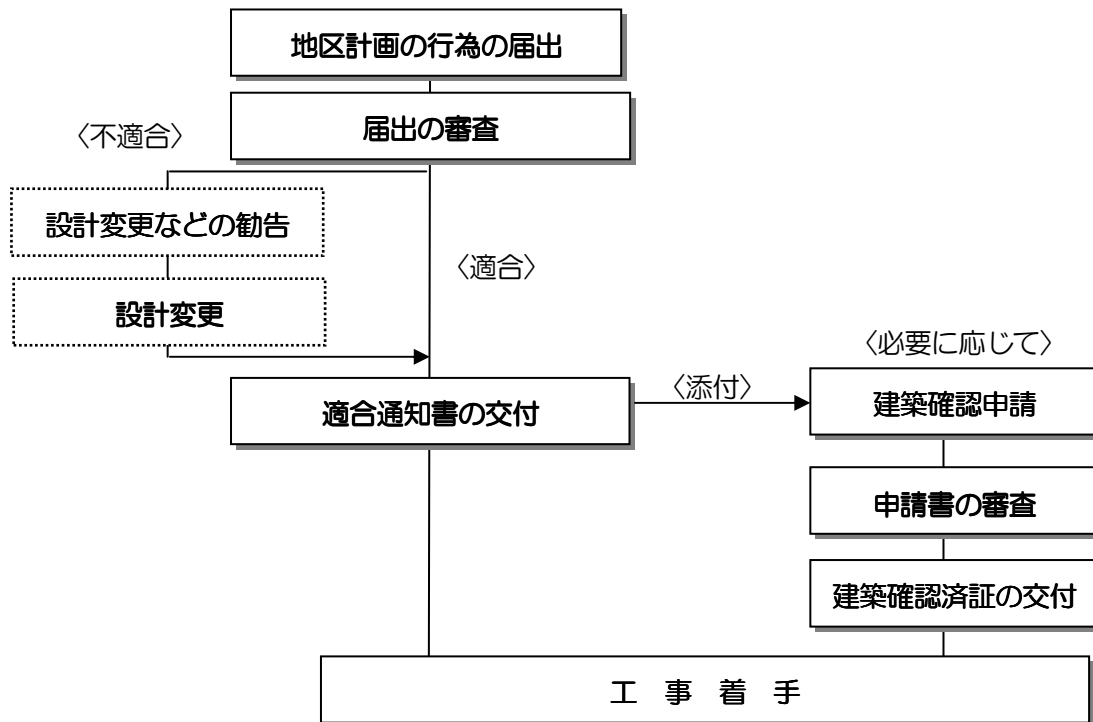 地区計画の行為の届出
届出の審査
〈不適合〉
設計変更などの勧告
〈適合〉
設計変更
〈必要に応じて〉
適合通知書の交付
〈添付〉
建築確認申請
申請書の審査
建築確認済証の交付
工 事 着 手